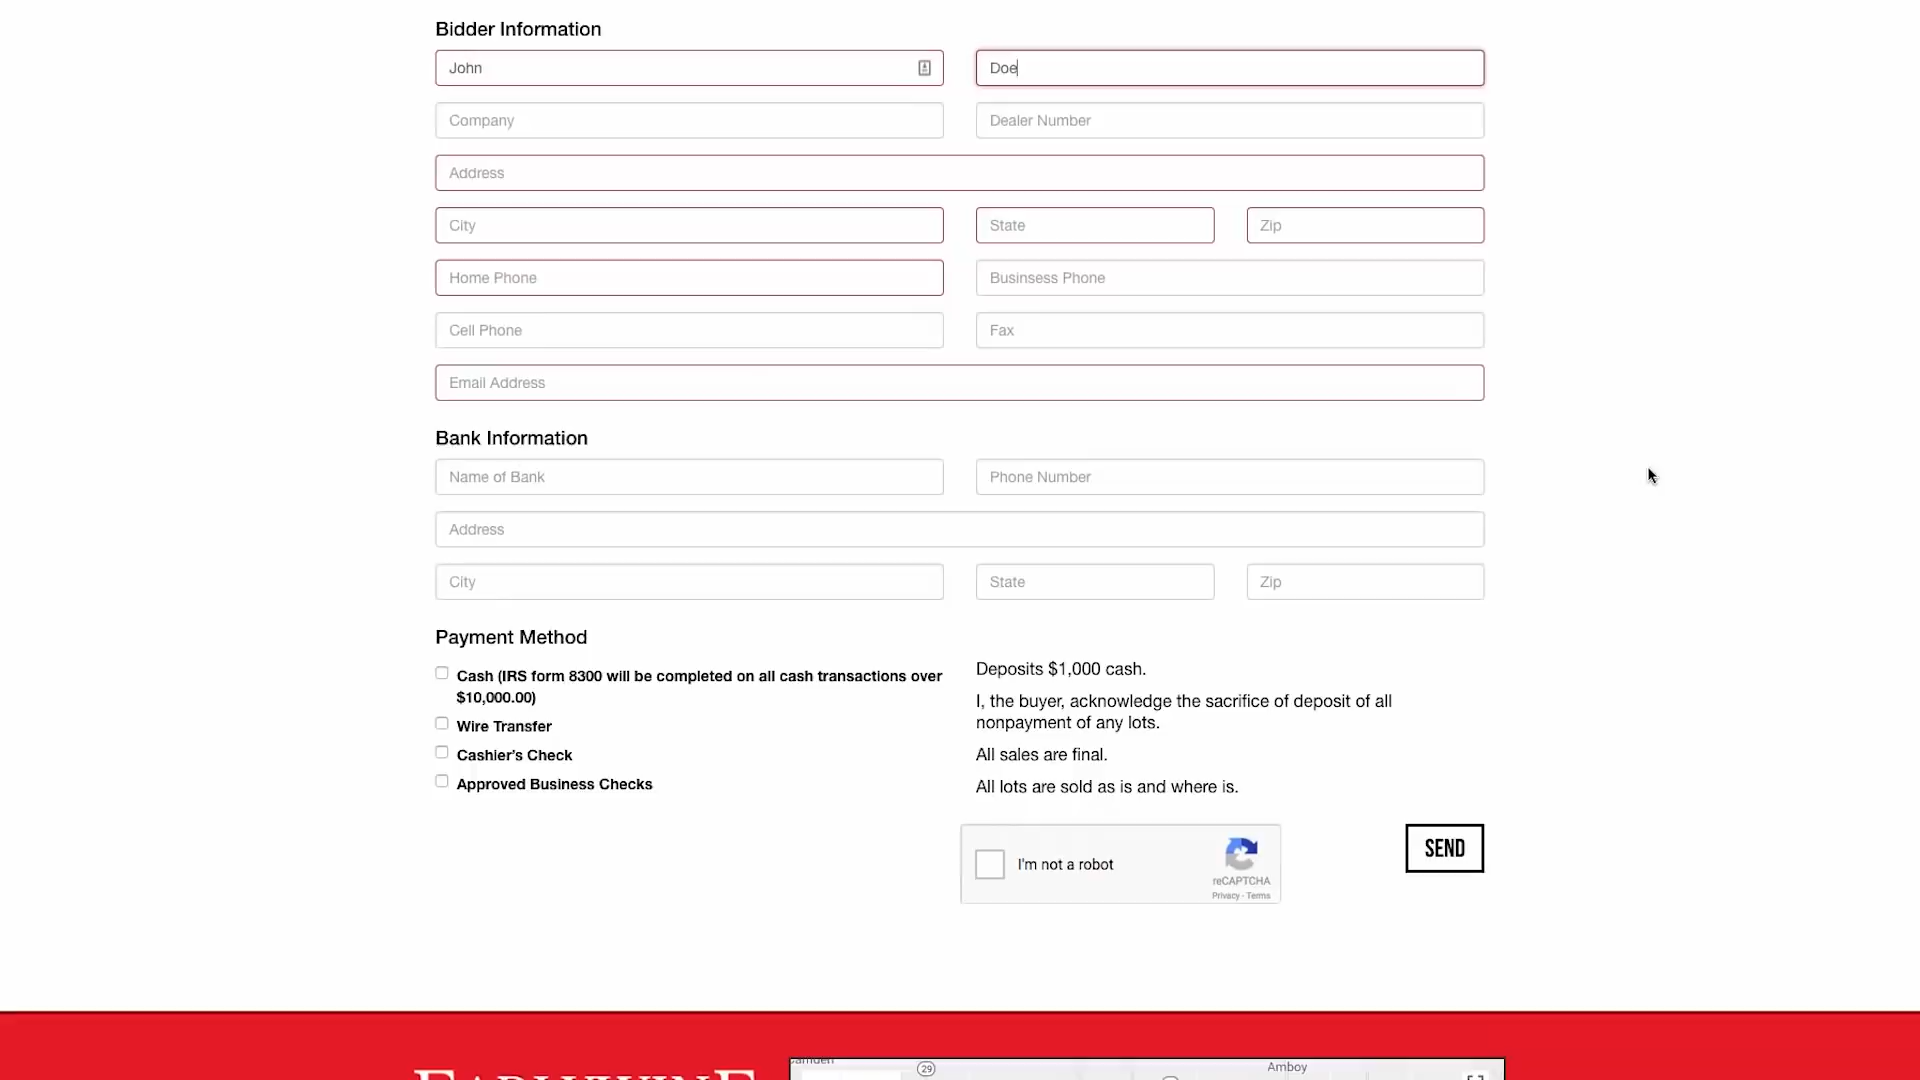 Bidder Information
John
Doe
Company
Dealer Number
Address
City
State
Zip
Home Phone
Businsess Phone
Cell Phone
Fax
Email Address
Bank Information
Name of Bank
Phone Number
Address
City
State
Zip
Payment Method
Cash (IRS form 8300 will be completed on all cash transactions over
$10,000.00)
Wire Transfer
Cashier's Check
Approved Business Checks
Deposits $1,000 cash.
I, the buyer, acknowledge the sacrifice of deposit of all
nonpayment of any lots.
All sales are final.
All lots are sold as is and where is.
I'm not a robot
reCAPTCHA
Privacy - Terms
SEND
29
Amboy